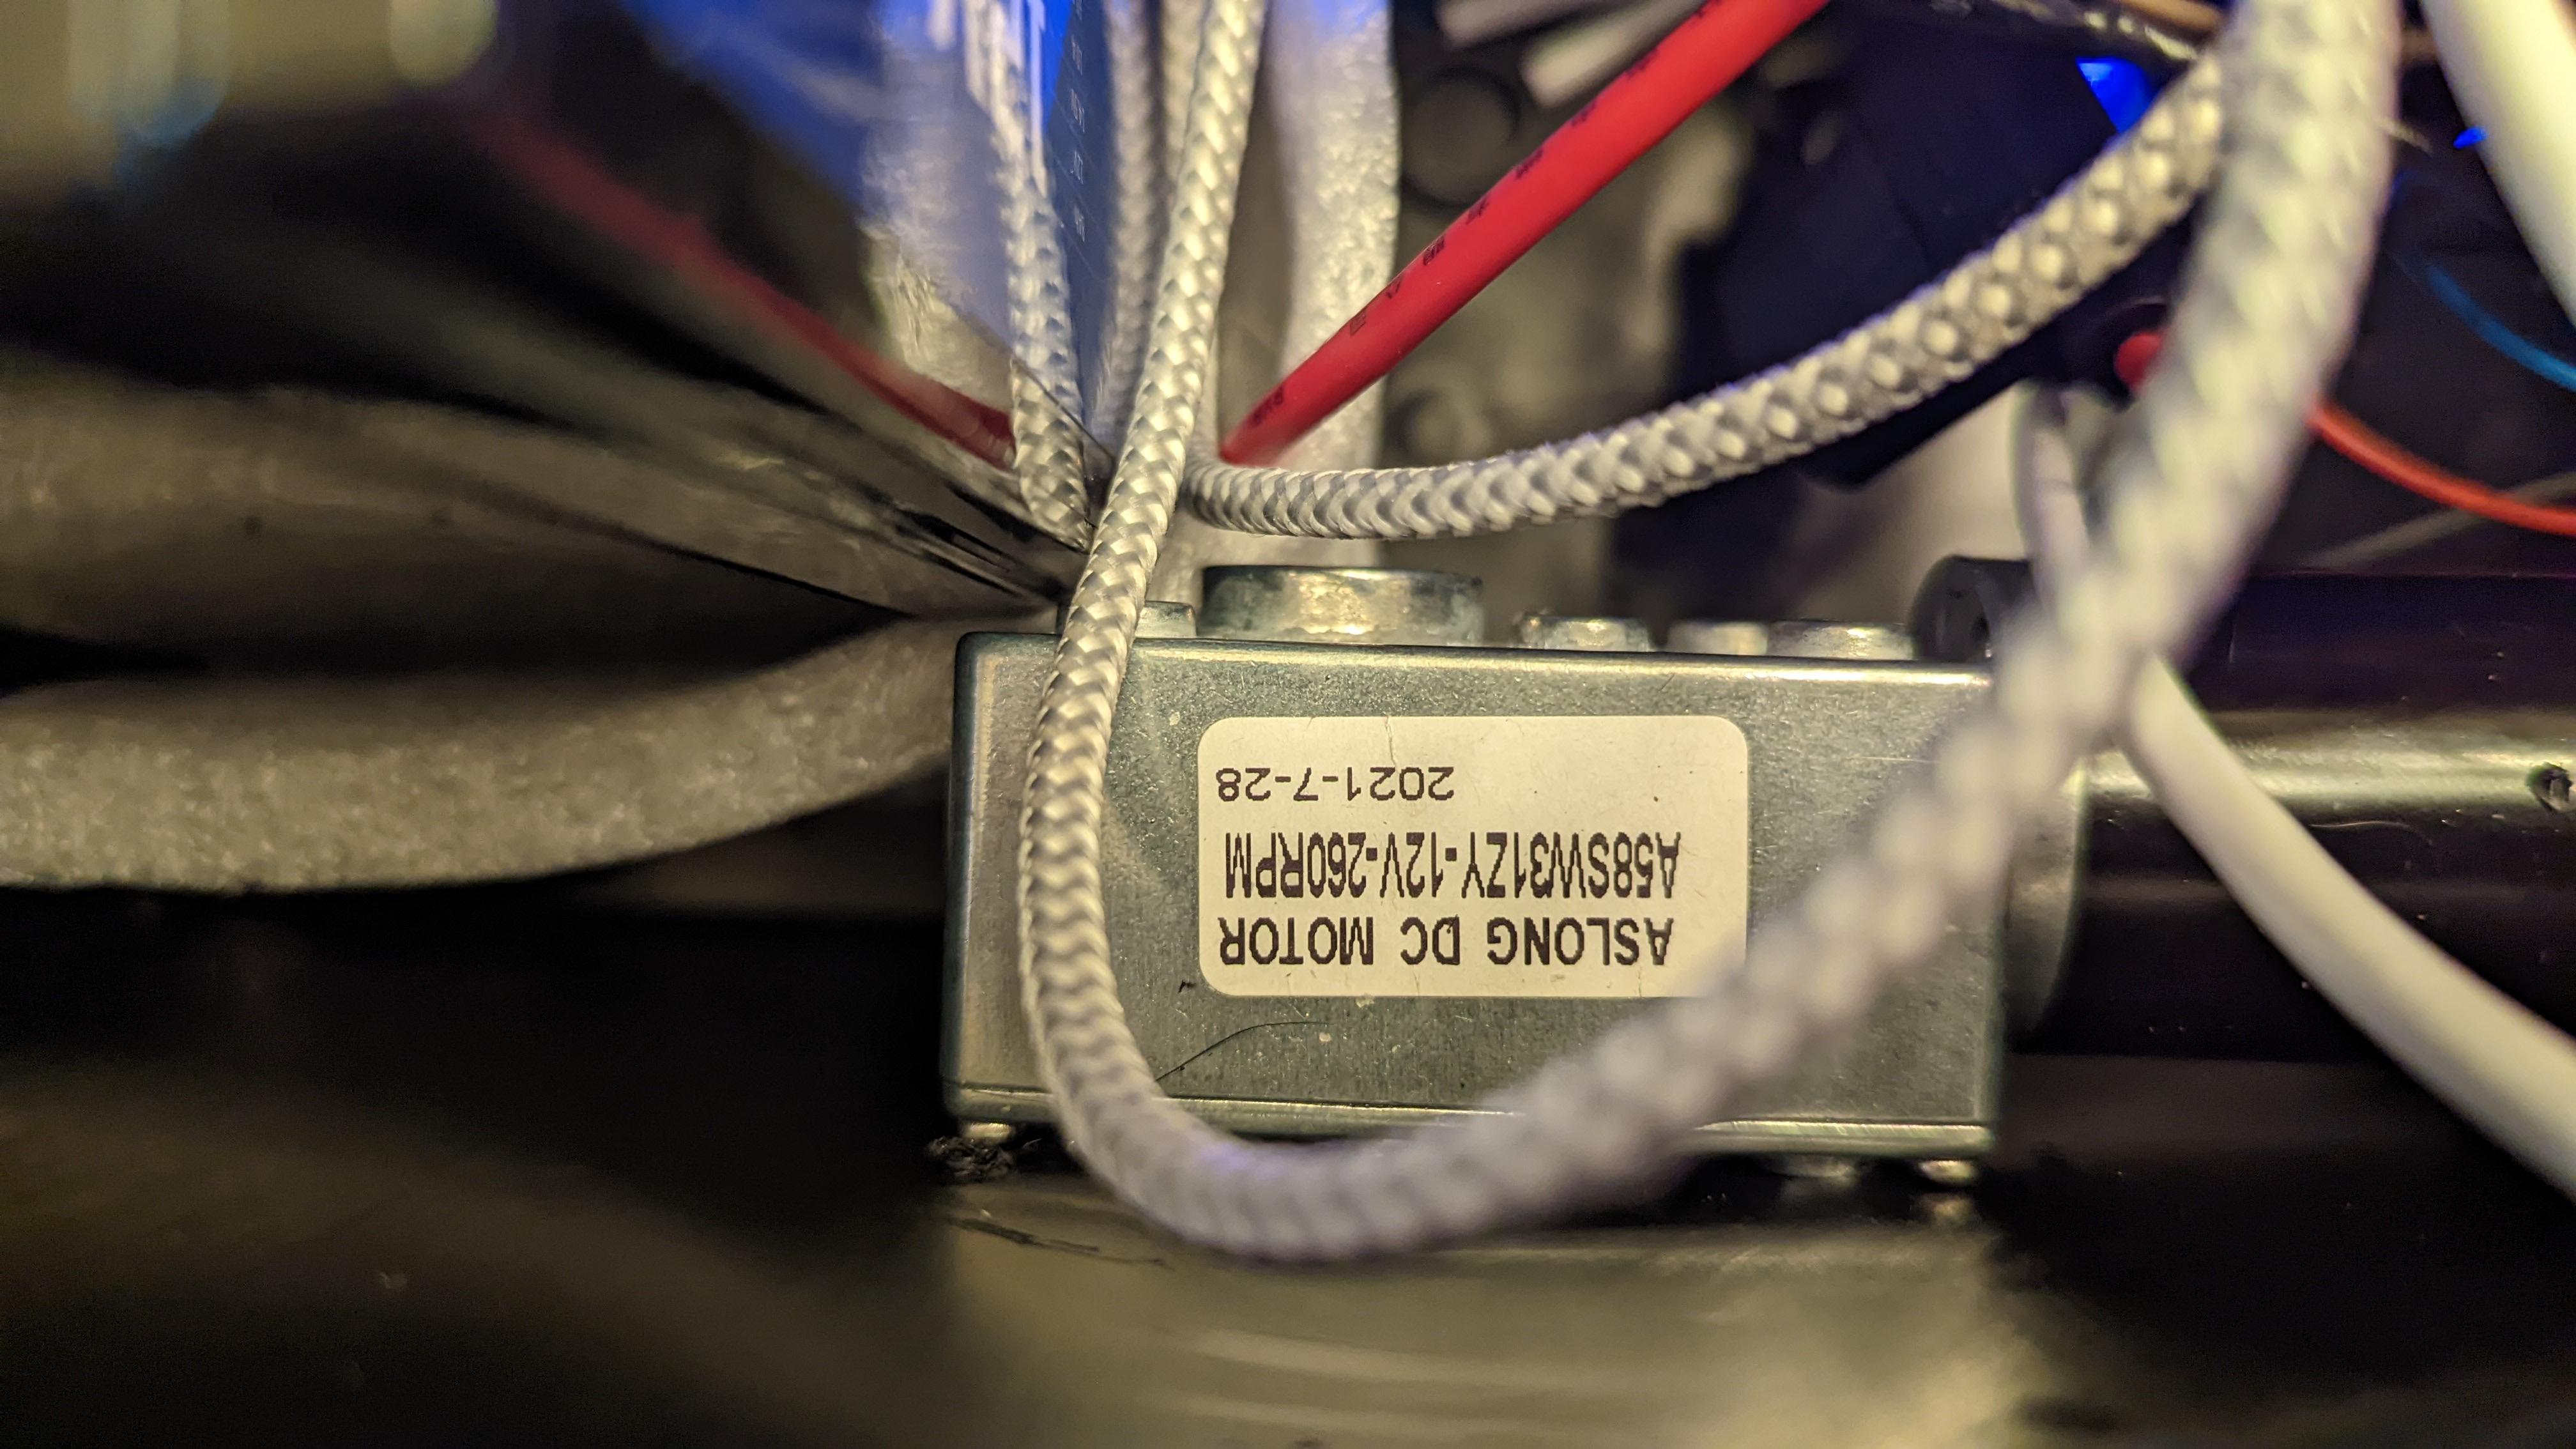 ASLONG DC MOTOR
A58SW31ZY-12V-260RPM
2021-7-28